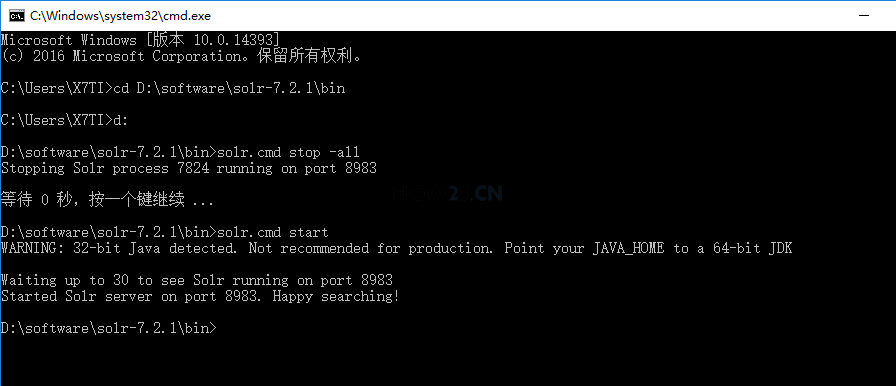 C:\Windows\system32\cmd.exe
Microsoft Windows [版本 10.0.14393]
(c) 2016 Microsoft Corporation。保留所有权利。
C:\Users\X7TI>cd D:\software\solr-7.2.1\bin
C:\Users\X7TI>d:
D:\software\solr-7.2.1\bin>solr.cmd stop -all
Stopping Solr process 7824 running on port 8983
等待 0 秒，按一个键继续 ...
D:\software\solr-7.2.1\bin>solr.cmd start
WARNING: 32-bit Java detected. Not recommended for production. Point your JAVA_HOME to a 64-bit JDK
Waiting up to 30 to see Solr running on port 8983
Started Solr server on port 8983. Happy searching!
D:\software\solr-7.2.1\bin>